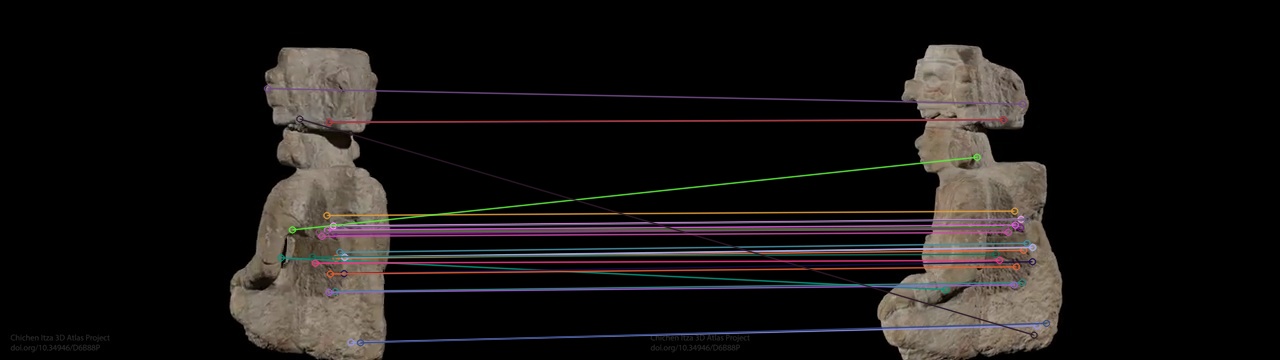 Chichen Itza 3D Atlas Project
doi.org/10.34946/D6B88P
Chichen Itza 3D Atlas Project
doi.org/10.34946/D6B88P